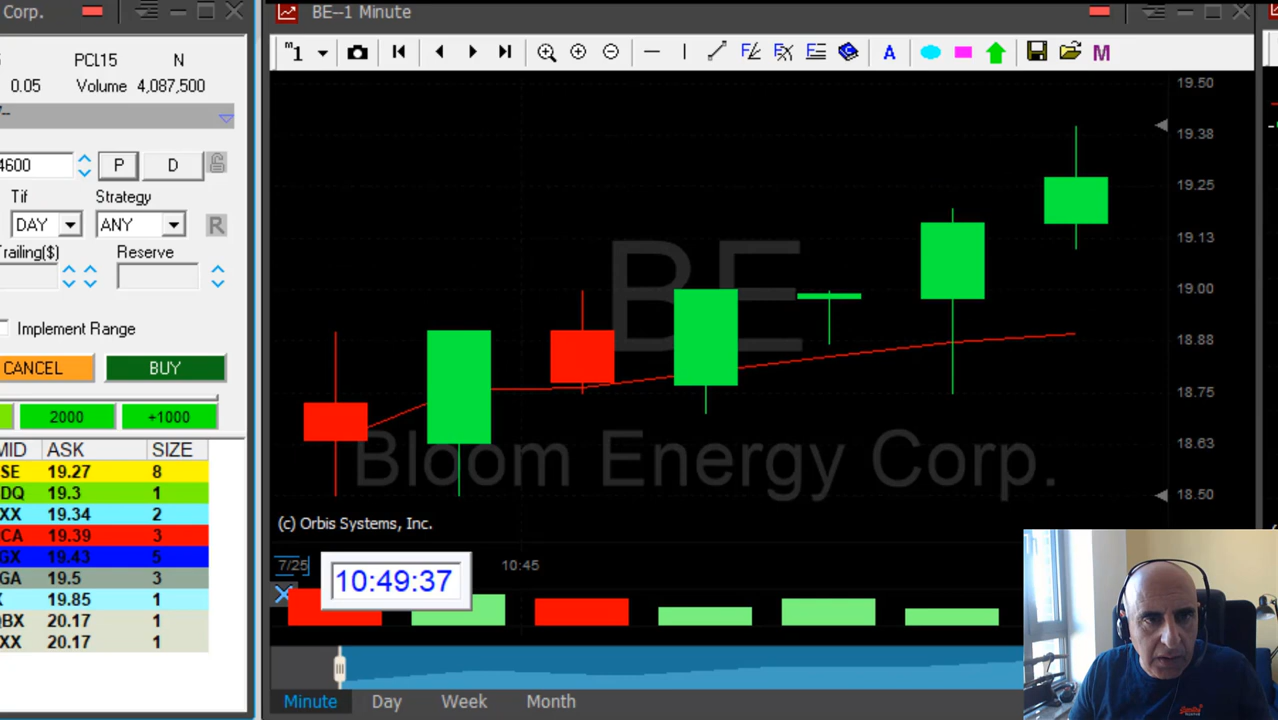 Corp.
PCL15 N
0.05 Volume 4,087,500
4600 P D
Tif Strategy
DAY ANY R
Trailing($) Reserve
Implement Range
CANCEL BUY
2000 +1000
MID ASK SIZE
SE 19.27 8
DQ 19.3 1
XX 19.34 2
CA 19.39 3
GX 19.43 5
GA 19.5 3
X 19.85 1
QBX 20.17 1
XX 20.17 1
BE--1 Minute
m1 A M
19.50
19.38
19.25
19.13
19.00
18.88
18.75
18.63
18.50
BE
Bloom Energy Corp.
(c) Orbis Systems, Inc.
7/25 10:45
10:49:37
Minute Day Week Month